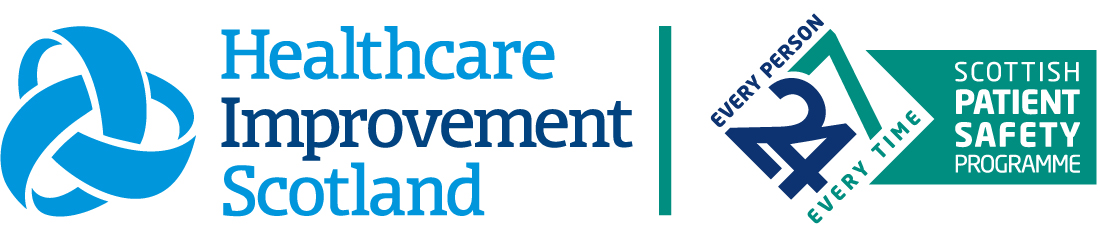 Healthcare
Improvement
Scotland
EVERY PERSON
24
7
EVERY TIME
SCOTTISH
PATIENT
SAFETY
PROGRAMME